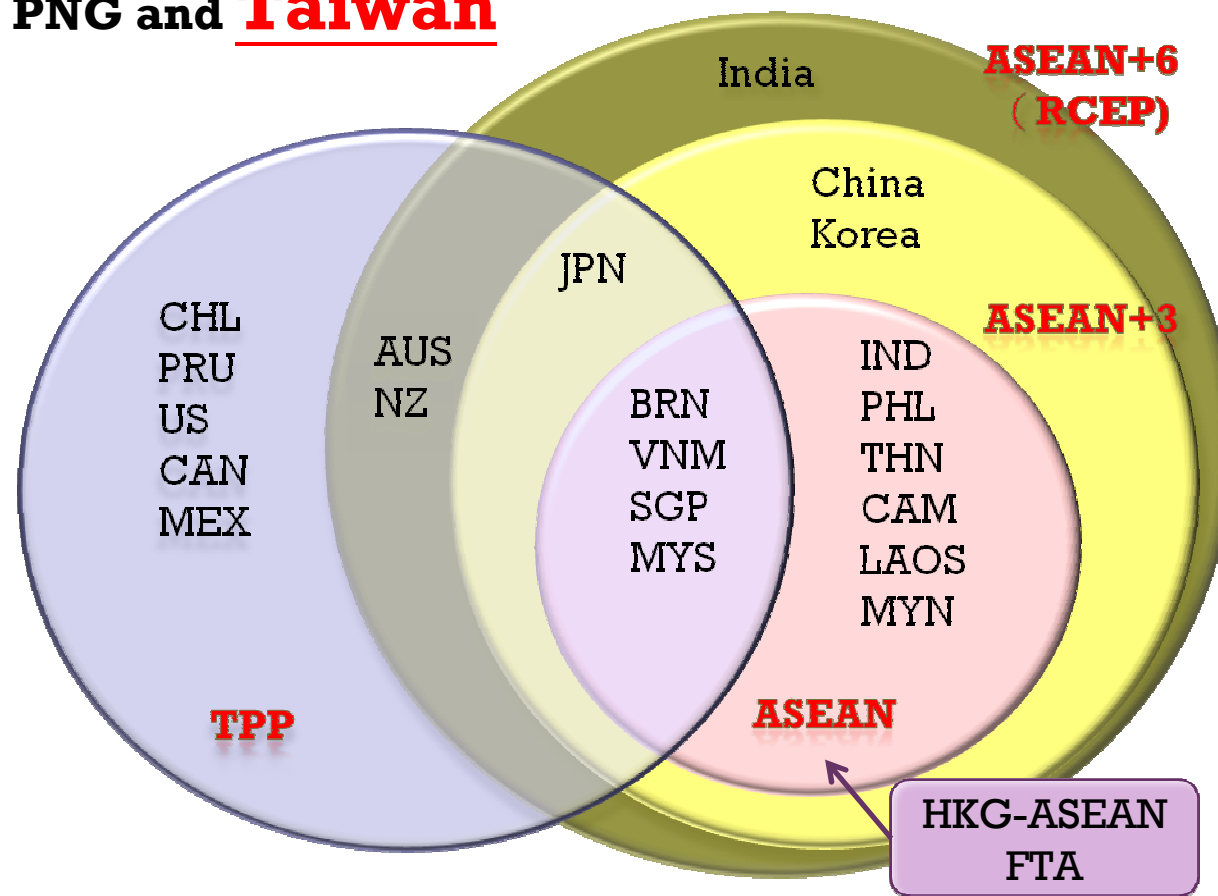 PNG and Taiwan
India
ASEAN+6
（RCEP)
China
Korea
JPN
CHL
PRU
US
CAN
MEX
AUS
NZ
ASEAN+3
BRN
VNM
SGP
MYS
IND
PHL
THN
CAM
LAOS
MYN
TPP
ASEAN
HKG-ASEAN
FTA